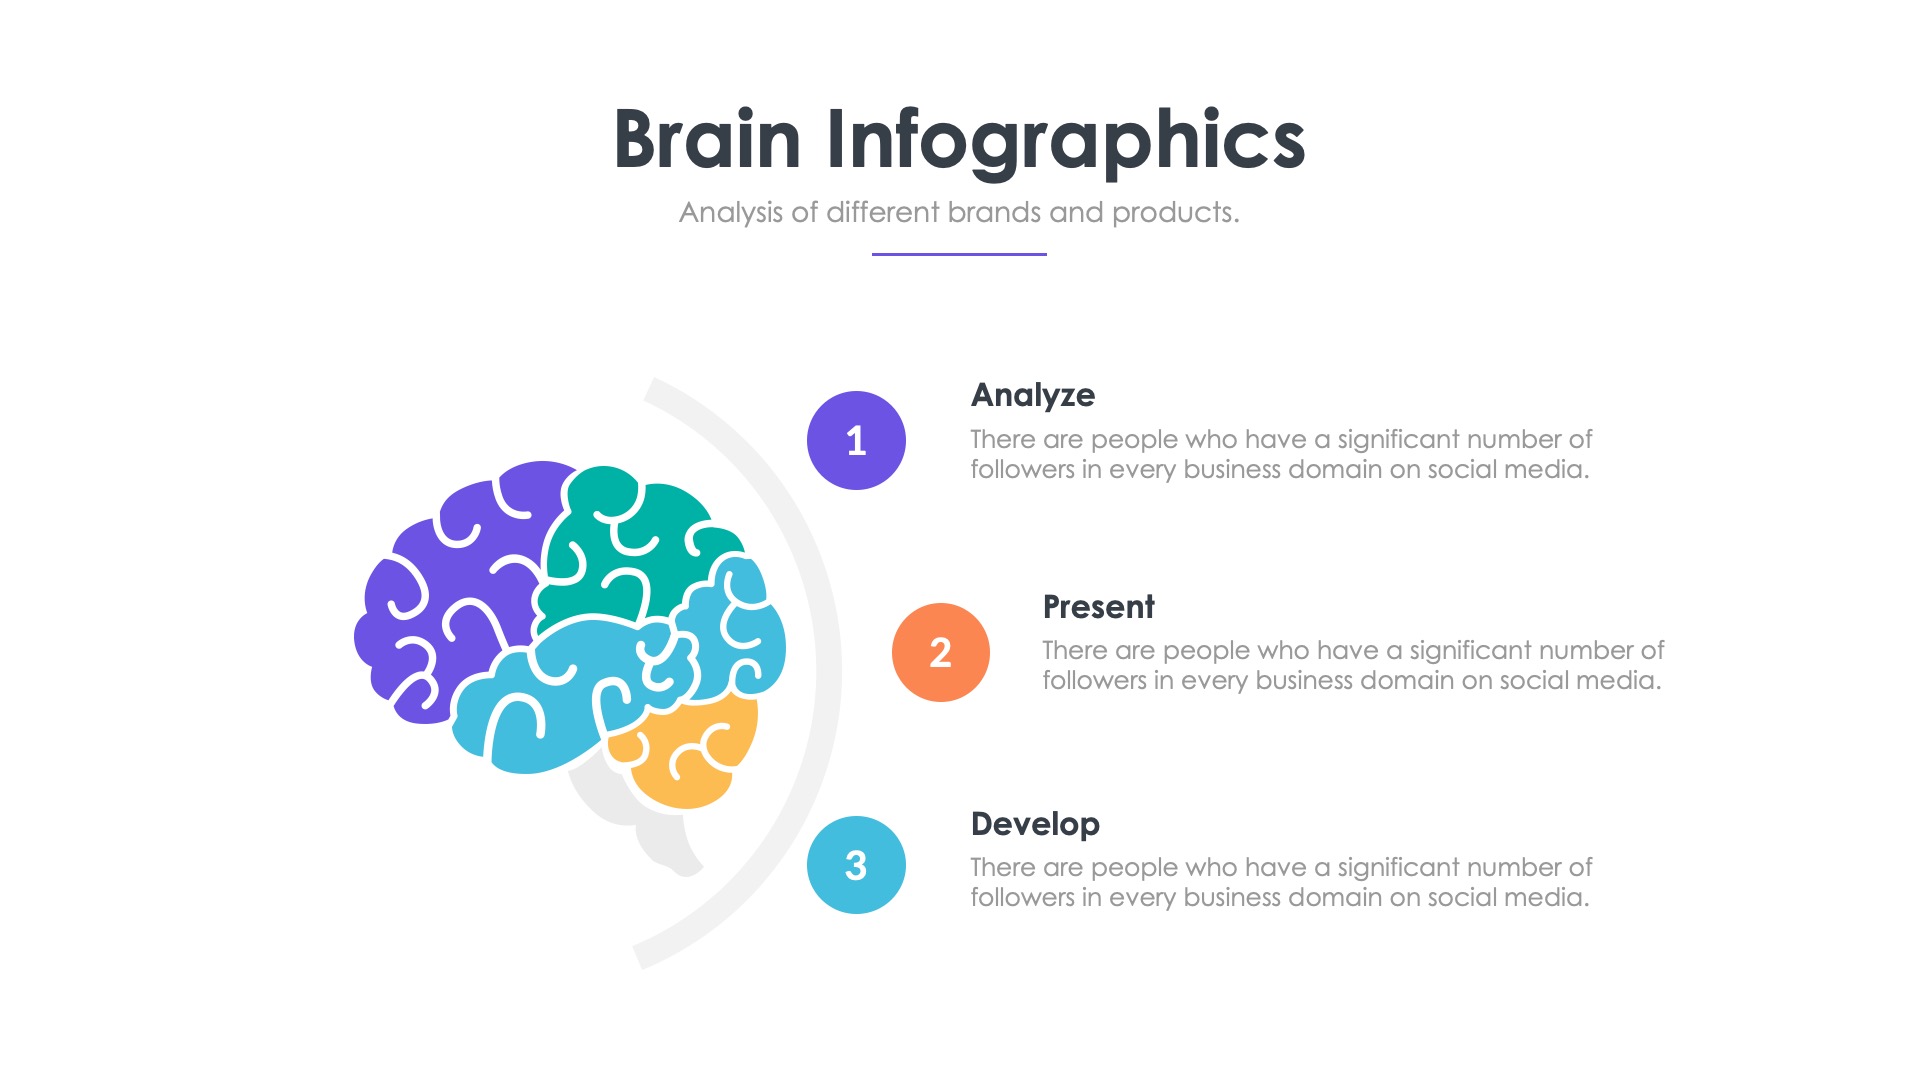 Brain Infographics
Analysis of different brands and products.
1
Analyze
There are people who have a significant number of
followers in every business domain on social media.
2
Present
There are people who have a significant number of
followers in every business domain on social media.
3
Develop
There are people who have a significant number of
followers in every business domain on social media.